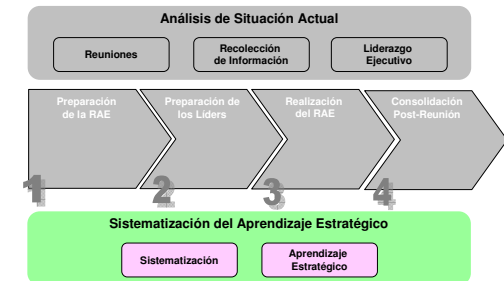 Análisis de Situación Actual
Reuniones
Recolección
de Información
Liderazgo
Ejecutivo
Preparación
de la RAE
Preparación de
los Líders
Realización
del RAE
Consolidación
Post-Reunión
1
2
3
4
Sistematización del Aprendizaje Estratégico
Sistematización
Aprendizaje
Estratégico